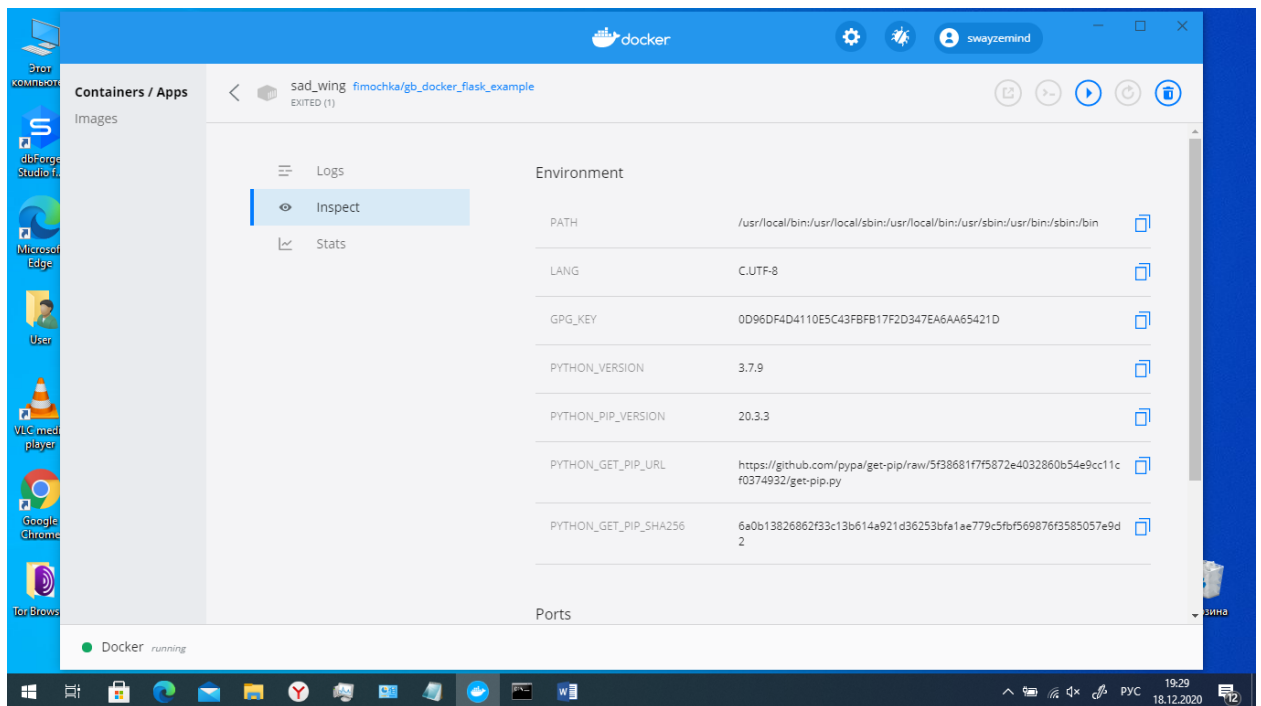 docker
swayzemind
Этот
компьюте
dbForge
Studio f...
Microsof
Edge
User
VLC medi
player
Google
Chrome
Tor Brows
Containers / Apps
Images
sad_wing fimochka/gb_docker_flask_example
EXITED (1)
Logs
Inspect
Stats
Environment
PATH /usr/local/bin:/usr/local/sbin:/usr/local/bin:/usr/sbin:/usr/bin:/sbin:/bin
LANG C.UTF-8
GPG_KEY 0D96DF4D4110E5C43FBFB17F2D347EA6AA65421D
PYTHON_VERSION 3.7.9
PYTHON_PIP_VERSION 20.3.3
PYTHON_GET_PIP_URL https://github.com/pypa/get-pip/raw/5f38681f7f5872e4032860b54e9cc11c
f0374932/get-pip.py
PYTHON_GET_PIP_SHA256 6a0b13826862f33c13b614a921d36253bfa1ae779c5fbf569876f3585057e9d
2
Ports
Docker running
зина
РУС
19:29
18.12.2020
12